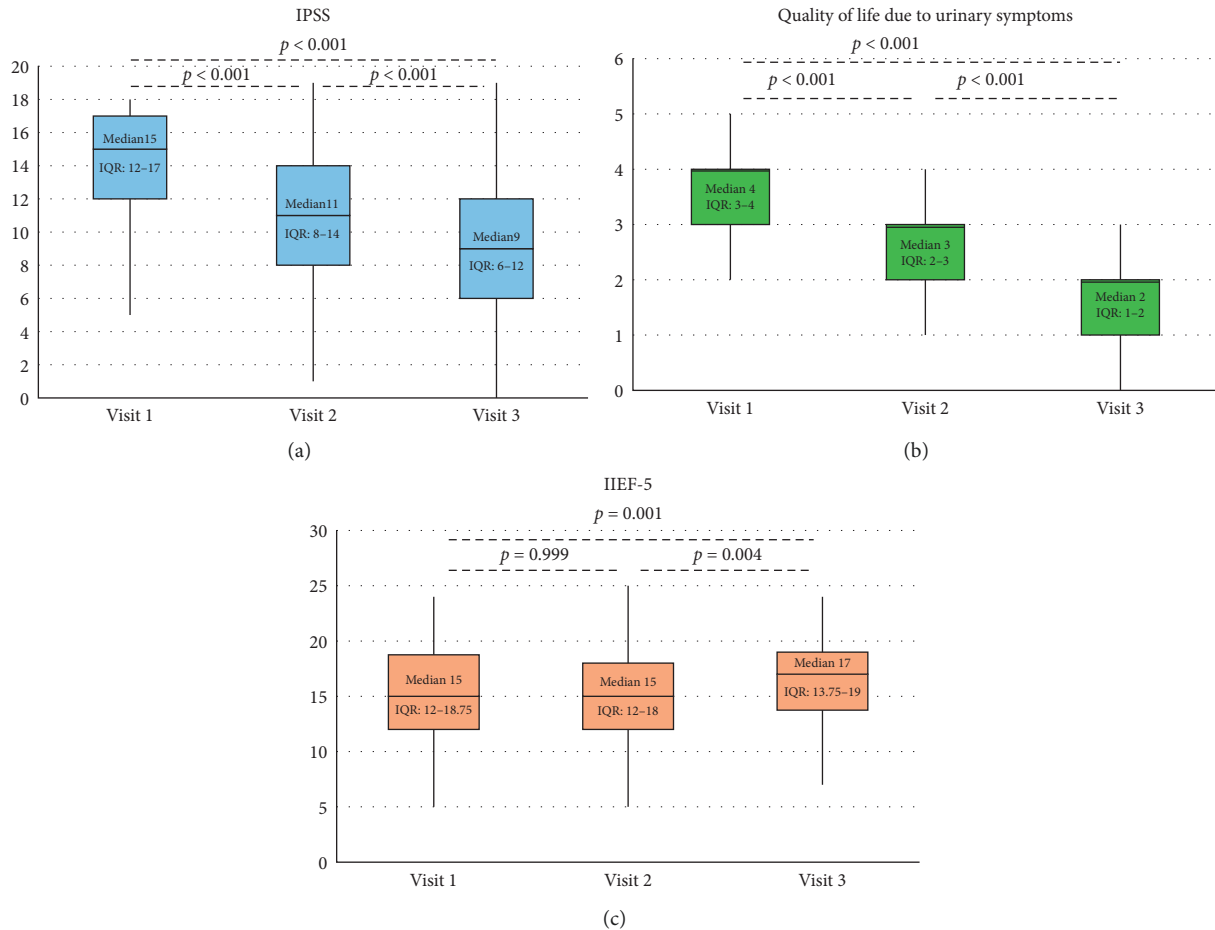 IPSS
p < 0.001
p < 0.001 p < 0.001
20
18
16
14
12
10
8
6
4
2
0
Median15
IQR: 12–17
Median11
IQR: 8–14
Median9
IQR: 6–12
Visit 1 Visit 2 Visit 3
(a)
Quality of life due to urinary symptoms
p < 0.001
p < 0.001 p < 0.001
6
5
4
3
2
1
0
Median 4
IQR: 3–4
Median 3
IQR: 2–3
Median 2
IQR: 1–2
Visit 1 Visit 2 Visit 3
(b)
IIEF-5
p = 0.001
p = 0.999 p = 0.004
30
25
20
15
10
5
0
Median 15
IQR: 12–18.75
Median 15
IQR: 12–18
Median 17
IQR: 13.75–19
Visit 1 Visit 2 Visit 3
(c)